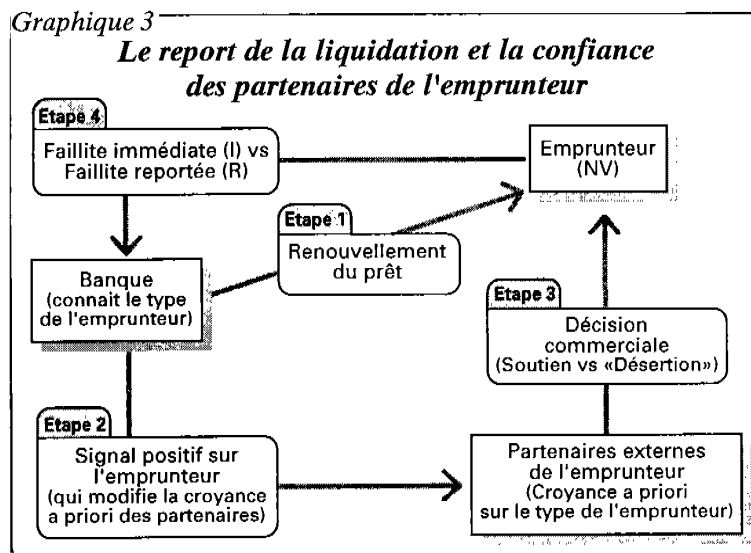 Graphique 3
Le report de la liquidation et la confiance
des partenaires de l'emprunteur
Etape 4
Faillite immédiate (I) vs
Faillite reportée (R)
Emprunteur
(NV)
Etape 1
Renouvellement
du prêt
Banque
(connait le type
de l'emprunteur)
Etape 3
Décision
commerciale
(Soutien vs «Désertion»)
Etape 2
Signal positif sur
l'emprunteur
(qui modifie la croyance
a priori des partenaires)
Partenaires externes
de l'emprunteur
(Croyance a priori
sur le type de l'emprunteur)